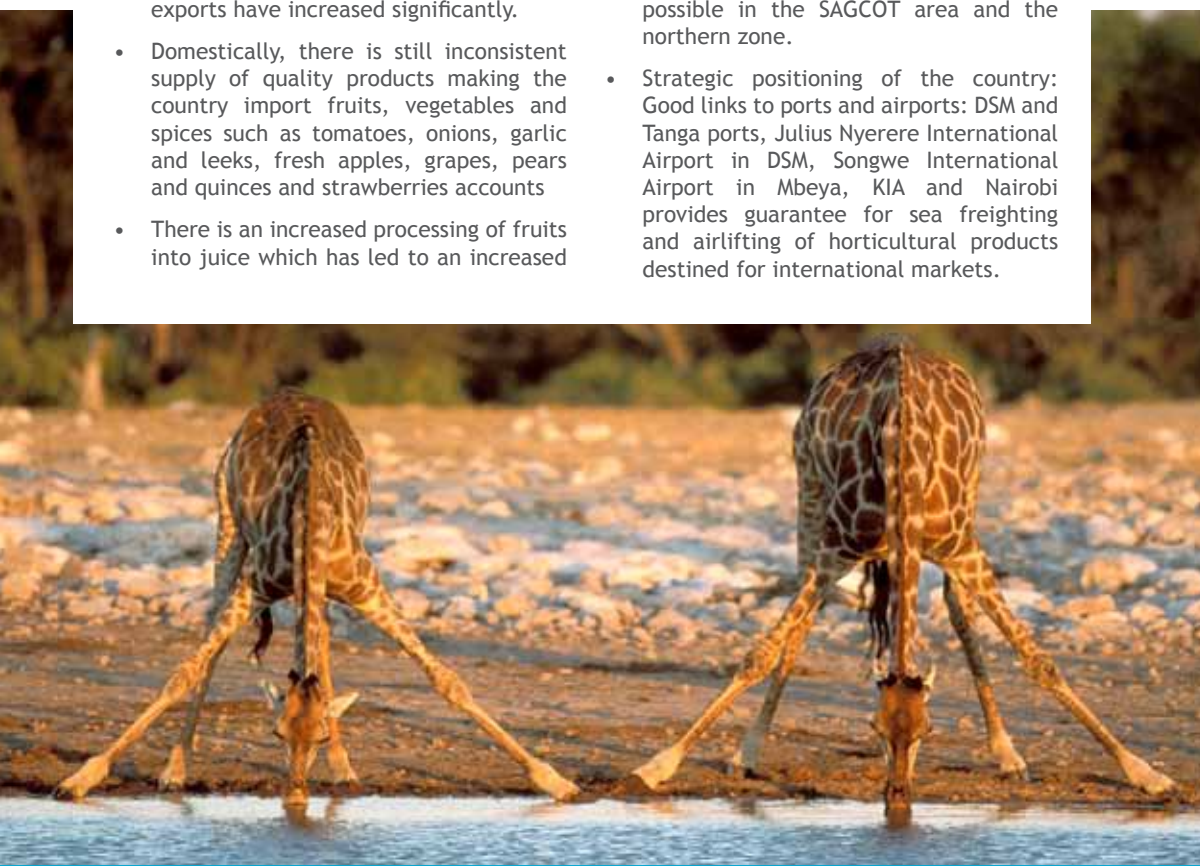 exports have increased significantly.
• Domestically, there is still inconsistent
supply of quality products making the
country import fruits, vegetables and
spices such as tomatoes, onions, garlic
and leeks, fresh apples, grapes, pears
and quinces and strawberries accounts
• There is an increased processing of fruits
into juice which has led to an increased
possible in the SAGCOT area and the
northern zone.
• Strategic positioning of the country:
Good links to ports and airports: DSM and
Tanga ports, Julius Nyerere International
Airport in DSM, Songwe International
Airport in Mbeya, KIA and Nairobi
provides guarantee for sea freighting
and airlifting of horticultural products
destined for international markets.